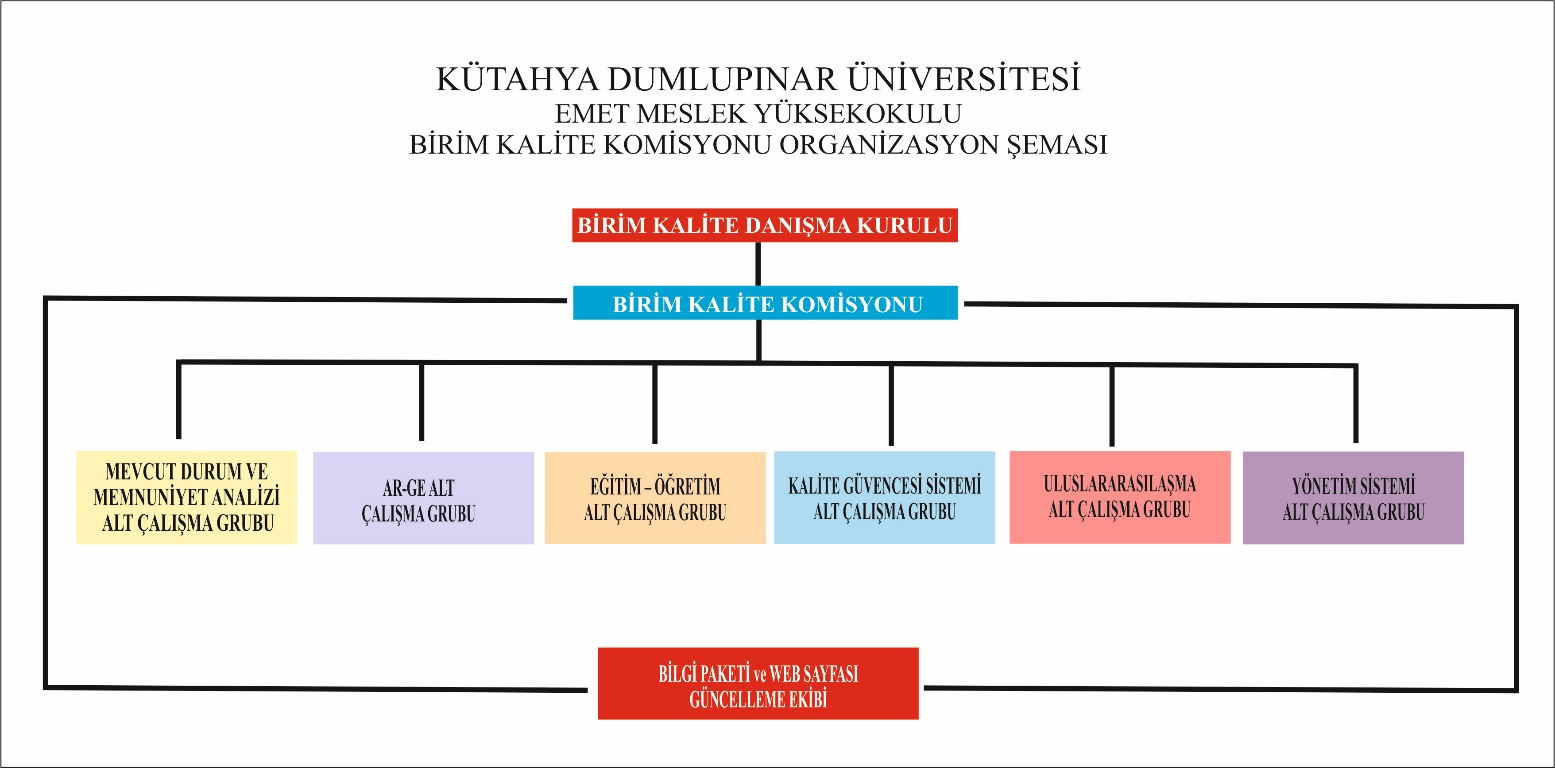 KÜTAHYA DUMLUPINAR ÜNİVERSİTESİ
EMET MESLEK YÜKSEKOKULU
BİRİM KALİTE KOMİSYONU ORGANİZASYON ŞEMASI
BİRİM KALİTE DANIŞMA KURULU
BİRİM KALİTE KOMİSYONU
MEVCUT DURUM VE
MEMNUNİYET ANALİZİ
ALT ÇALIŞMA GRUBU
AR-GE ALT
ÇALIŞMA GRUBU
EĞİTİM – ÖĞRETİM
ALT ÇALIŞMA GRUBU
KALİTE GÜVENCESİ SİSTEMİ
ALT ÇALIŞMA GRUBU
ULUSLARARASILAŞMA
ALT ÇALIŞMA GRUBU
YÖNETİM SİSTEMİ
ALT ÇALIŞMA GRUBU
BİLGİ PAKETİ ve WEB SAYFASI
GÜNCELLEME EKİBİ